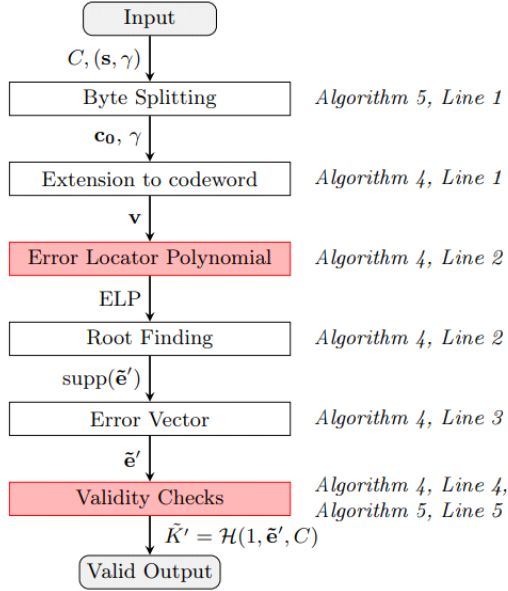 Input
C, (s, γ)
Byte Splitting Algorithm 5, Line 1
c₀, γ
Extension to codeword Algorithm 4, Line 1
v
Error Locator Polynomial Algorithm 4, Line 2
ELP
Root Finding Algorithm 4, Line 2
supp(ẽ′)
Error Vector Algorithm 4, Line 3
ẽ′
Validity Checks Algorithm 4, Line 4,
Algorithm 5, Line 5
K̃′ = ℋ(1, ẽ′, C)
Valid Output